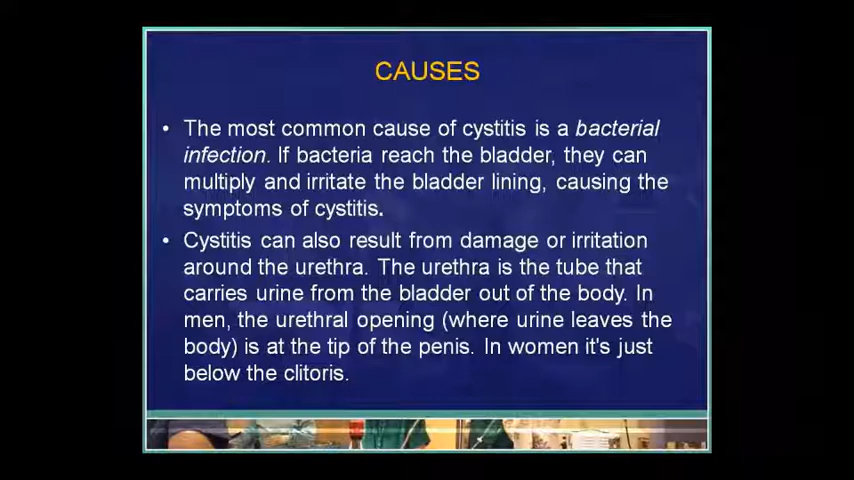 CAUSES
• The most common cause of cystitis is a bacterial
infection. If bacteria reach the bladder, they can
multiply and irritate the bladder lining, causing the
symptoms of cystitis.
• Cystitis can also result from damage or irritation
around the urethra. The urethra is the tube that
carries urine from the bladder out of the body. In
men, the urethral opening (where urine leaves the
body) is at the tip of the penis. In women it's just
below the clitoris.